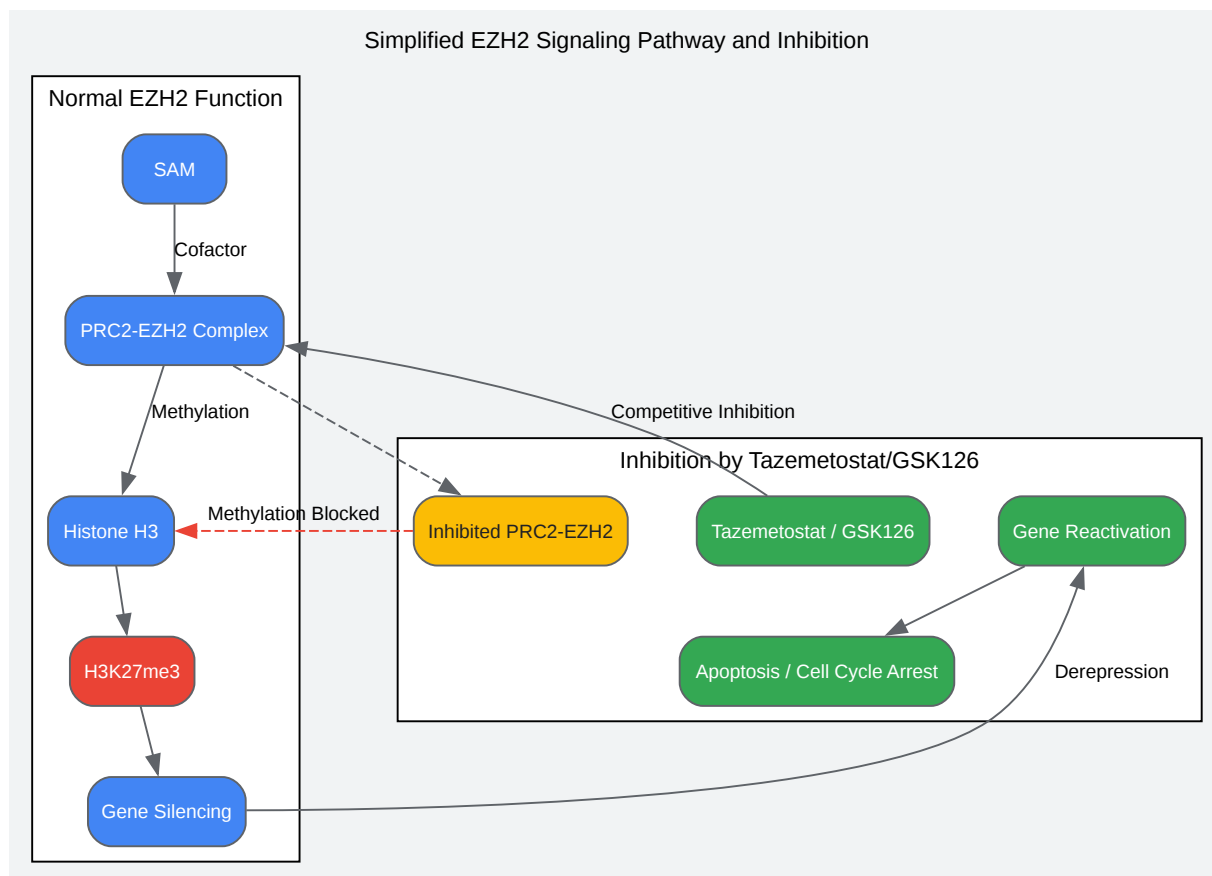 Simplified EZH2 Signaling Pathway and Inhibition
Normal EZH2 Function
SAM
Cofactor
PRC2-EZH2 Complex
Methylation
Competitive Inhibition
Inhibition by Tazemetostat/GSK126
Methylation Blocked
Histone H3
Inhibited PRC2-EZH2
Tazemetostat / GSK126
Gene Reactivation
H3K27me3
Apoptosis / Cell Cycle Arrest
Derepression
Gene Silencing